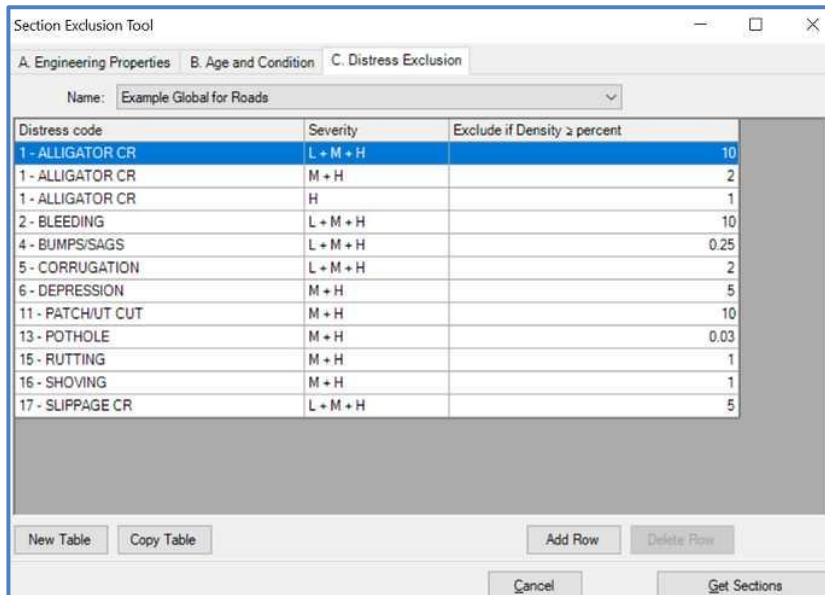 Section Exclusion Tool
A. Engineering Properties B. Age and Condition C. Distress Exclusion
Name: Example Global for Roads
Distress code Severity Exclude if Density ≥ percent
1 - ALLIGATOR CR L + M + H 10
1 - ALLIGATOR CR M + H 2
1 - ALLIGATOR CR H 1
2 - BLEEDING L + M + H 10
4 - BUMPS/SAGS L + M + H 0.25
5 - CORRUGATION L + M + H 2
6 - DEPRESSION M + H 5
11 - PATCH/UT CUT M + H 10
13 - POTHOLE M + H 0.03
15 - RUTTING M + H 1
16 - SHOVING M + H 1
17 - SLIPPAGE CR L + M + H 5
New Table Copy Table Add Row Delete Row
Cancel Get Sections